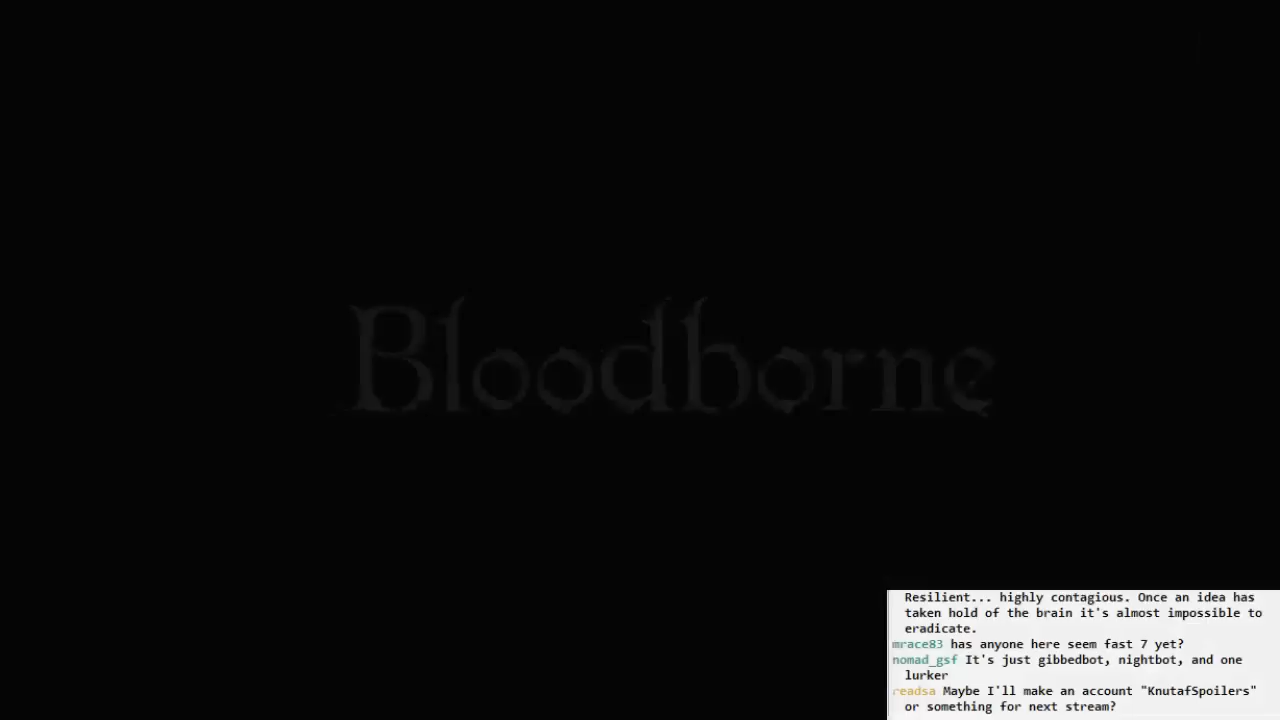 Bloodborne
Resilient... highly contagious. Once an idea has
taken hold of the brain it's almost impossible to
eradicate.
mrace83 has anyone here seem fast 7 yet?
nomad_gsf It's just gibbedbot, nightbot, and one
lurker
readsa Maybe I'll make an account "KnutafSpoilers"
or something for next stream?